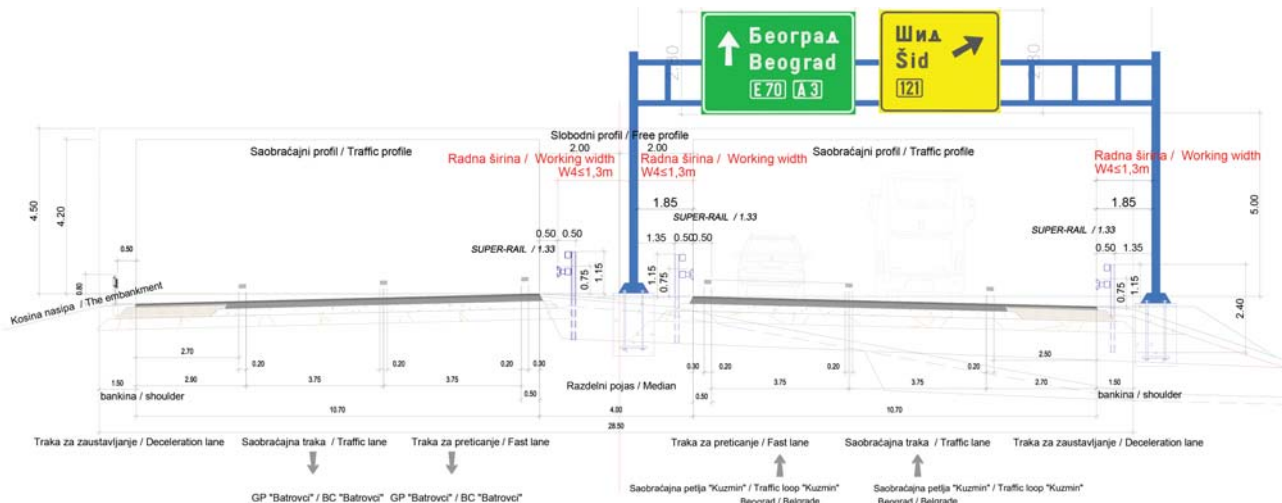 Београд
Beograd
E 70 A 3
Шид
Šid
121
2.80
2.80
Slobodni profil / Free profile
2.00
2.00
Saobraćajni profil / Traffic profile
Saobraćajni profil / Traffic profile
Radna širina / Working width
W4≤1,3m
Radna širina / Working width
W4≤1,3m
Radna širina / Working width
W4≤1,3m
4.50
4.20
5.00
1.85
1.85
SUPER-RAIL / 1.33
SUPER-RAIL / 1.33
SUPER-RAIL / 1.33
0.50
0.50 0.50
1.35 0.50 0.50
0.50 1.35
0.75
1.15
1.15
0.75
0.75
1.15
2.40
0.80
Kosina nasipa / The embankment
2.70
0.20
0.20
0.20
0.30
0.30
0.20
0.20
0.20
2.50
1.50
2.90
3.75
3.75
0.50
Razdelni pojas / Median
0.50
3.75
3.75
2.70
1.50
bankina / shoulder
bankina / shoulder
10.70
4.00
10.70
28.50
Traka za zaustavljanje / Deceleration lane
Saobraćajna traka / Traffic lane
Traka za preticanje / Fast lane
Traka za preticanje / Fast lane
Saobraćajna traka / Traffic lane
Traka za zaustavljanje / Deceleration lane
GP "Batrovci" / BC "Batrovci"
GP "Batrovci" / BC "Batrovci"
Saobraćajna petlja "Kuzmin" / Traffic loop "Kuzmin"
Beograd / Belgrade
Saobraćajna petlja "Kuzmin" / Traffic loop "Kuzmin"
Beograd / Belgrade